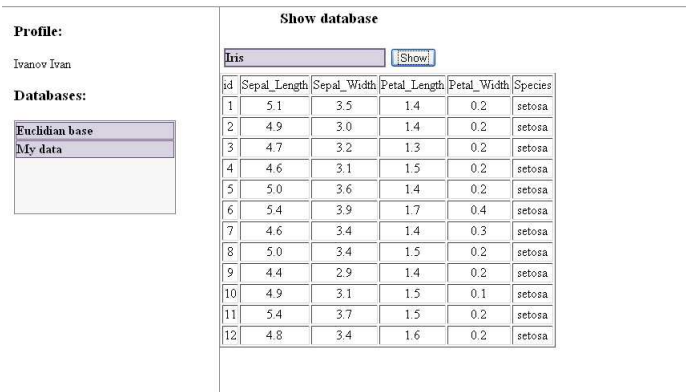 Profile:
Ivanov Ivan
Databases:
Euclidian base
My data
Show database
Iris Show
id Sepal_Length Sepal_Width Petal_Length Petal_Width Species
1 5.1 3.5 1.4 0.2 setosa
2 4.9 3.0 1.4 0.2 setosa
3 4.7 3.2 1.3 0.2 setosa
4 4.6 3.1 1.5 0.2 setosa
5 5.0 3.6 1.4 0.2 setosa
6 5.4 3.9 1.7 0.4 setosa
7 4.6 3.4 1.4 0.3 setosa
8 5.0 3.4 1.5 0.2 setosa
9 4.4 2.9 1.4 0.2 setosa
10 4.9 3.1 1.5 0.1 setosa
11 5.4 3.7 1.5 0.2 setosa
12 4.8 3.4 1.6 0.2 setosa